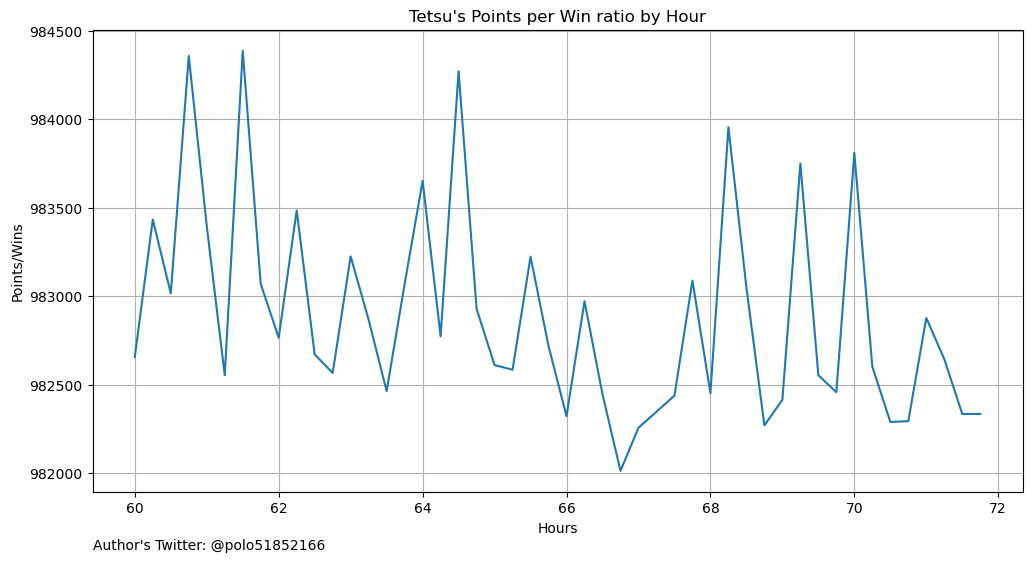 Tetsu's Points per Win ratio by Hour
984500
984000
983500
983000
982500
982000
Points/Wins
60 62 64 66 68 70 72
Hours
Author's Twitter: @polo51852166